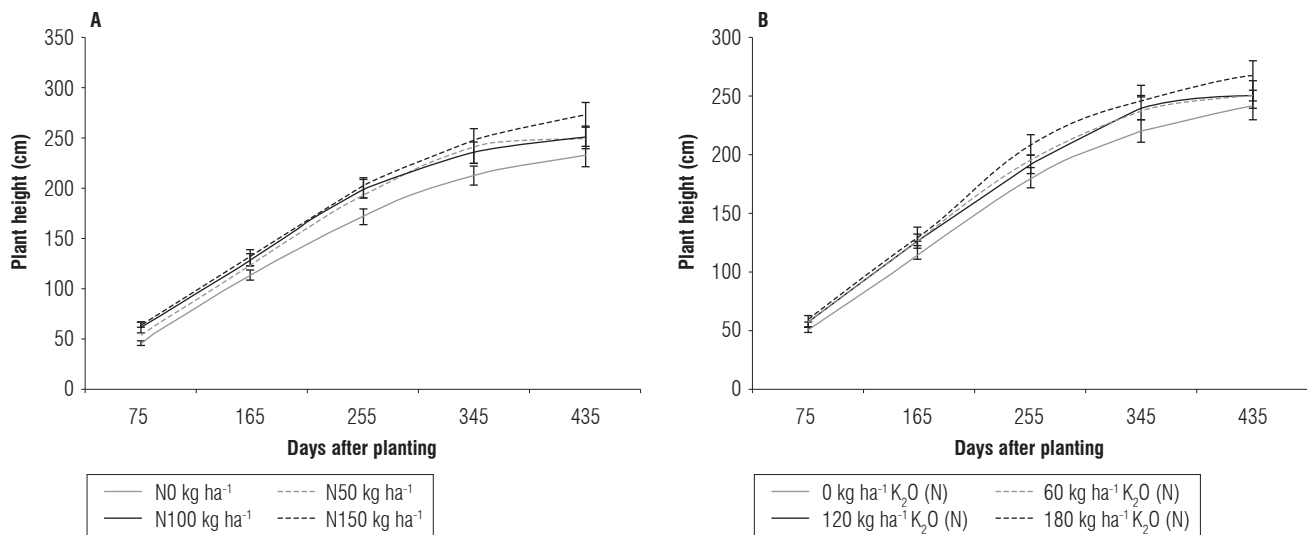 A
350
300
250
200
150
100
50
0
Plant height (cm)
75 165 255 345 435
Days after planting
N0 kg ha⁻¹ N50 kg ha⁻¹
N100 kg ha⁻¹ N150 kg ha⁻¹
B
300
250
200
150
100
50
0
Plant height (cm)
75 165 255 345 435
Days after planting
0 kg ha⁻¹ K₂O (N) 60 kg ha⁻¹ K₂O (N)
120 kg ha⁻¹ K₂O (N) 180 kg ha⁻¹ K₂O (N)